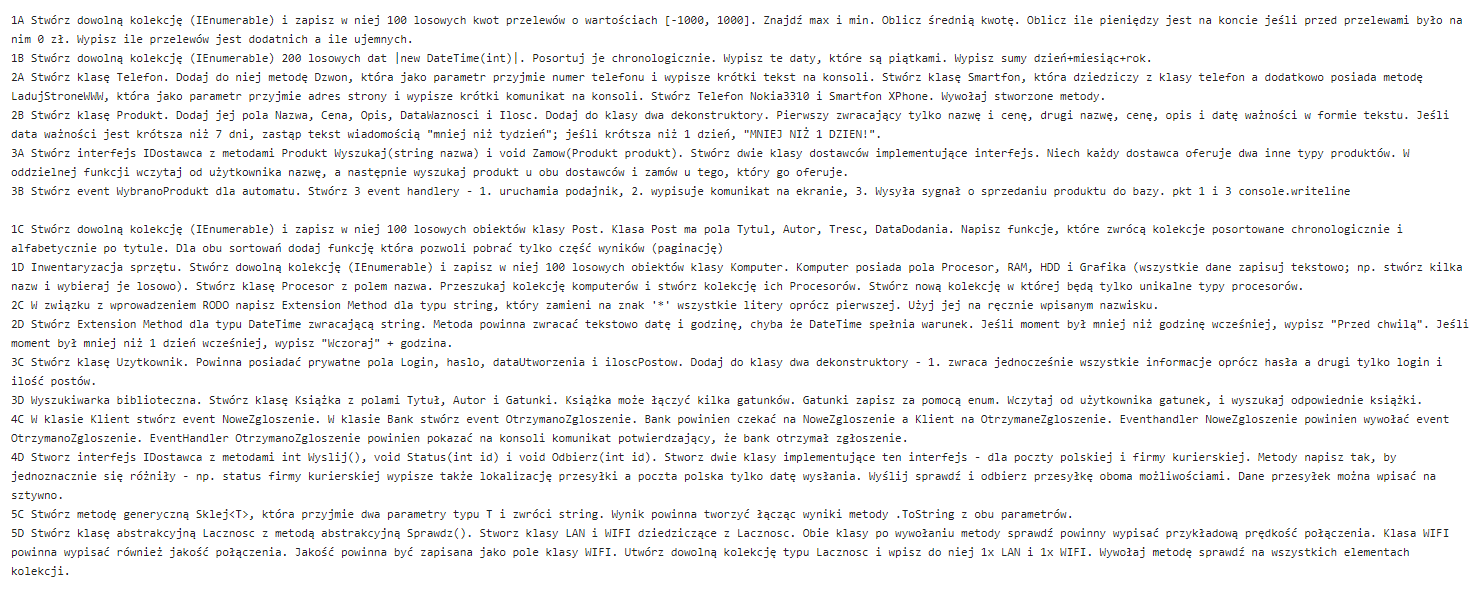 1A Stwórz dowolną kolekcję (IEnumerable) i zapisz w niej 100 losowych kwot przelewów o wartościach [-1000, 1000]. Znajdź max i min. Oblicz średnią kwotę. Oblicz ile pieniędzy jest na koncie jeśli przed przelewami było na
nim 0 zł. Wypisz ile przelewów jest dodatnich a ile ujemnych.
1B Stwórz dowolną kolekcję (IEnumerable) 200 losowych dat |new DateTime(int)|. Posortuj je chronologicznie. Wypisz te daty, które są piątkami. Wypisz sumy dzień+miesiąc+rok.
2A Stwórz klasę Telefon. Dodaj do niej metodę Dzwon, która jako parametr przyjmie numer telefonu i wypisze krótki tekst na konsoli. Stwórz klasę Smartfon, która dziedziczy z klasy telefon a dodatkowo posiada metodę
LadujStroneWWW, która jako parametr przyjmie adres strony i wypisze krótki komunikat na konsoli. Stwórz Telefon Nokia3310 i Smartfon XPhone. Wywołaj stworzone metody.
2B Stwórz klasę Produkt. Dodaj jej pola Nazwa, Cena, Opis, DataWaznosci i Ilosc. Dodaj do klasy dwa dekonstruktory. Pierwszy zwracający tylko nazwę i cenę, drugi nazwę, cenę, opis i datę ważności w formie tekstu. Jeśli
data ważności jest krótsza niż 7 dni, zastąp tekst wiadomością "mniej niż tydzień"; jeśli krótsza niż 1 dzień, "MNIEJ NIŻ 1 DZIEN!".
3A Stwórz interfejs IDostawca z metodami Produkt Wyszukaj(string nazwa) i void Zamow(Produkt produkt). Stwórz dwie klasy dostawców implementujące interfejs. Niech każdy dostawca oferuje dwa inne typy produktów. W
oddzielnej funkcji wczytaj od użytkownika nazwę, a następnie wyszukaj produkt u obu dostawców i zamów u tego, który go oferuje.
3B Stwórz event WybranoProdukt dla automatu. Stwórz 3 event handlery - 1. uruchamia podajnik, 2. wypisuje komunikat na ekranie, 3. Wysyła sygnał o sprzedaniu produktu do bazy. pkt 1 i 3 console.writeline
1C Stwórz dowolną kolekcję (IEnumerable) i zapisz w niej 100 losowych obiektów klasy Post. Klasa Post ma pola Tytul, Autor, Tresc, DataDodania. Napisz funkcje, które zwrócą kolekcje posortowane chronologicznie i
alfabetycznie po tytule. Dla obu sortowań dodaj funkcję która pozwoli pobrać tylko część wyników (paginację)
1D Inwentaryzacja sprzętu. Stwórz dowolną kolekcję (IEnumerable) i zapisz w niej 100 losowych obiektów klasy Komputer. Komputer posiada pola Procesor, RAM, HDD i Grafika (wszystkie dane zapisuj tekstowo; np. stwórz kilka
nazw i wybieraj je losowo). Stwórz klasę Procesor z polem nazwa. Przeszukaj kolekcję komputerów i stwórz kolekcję ich Procesorów. Stwórz nową kolekcję w której będą tylko unikalne typy procesorów.
2C W związku z wprowadzeniem RODO napisz Extension Method dla typu string, który zamieni na znak '*' wszystkie litery oprócz pierwszej. Użyj jej na ręcznie wpisanym nazwisku.
2D Stwórz Extension Method dla typu DateTime zwracającą string. Metoda powinna zwracać tekstowo datę i godzinę, chyba że DateTime spełnia warunek. Jeśli moment był mniej niż godzinę wcześniej, wypisz "Przed chwilą". Jeśli
moment był mniej niż 1 dzień wcześniej, wypisz "Wczoraj" + godzina.
3C Stwórz klasę Uzytkownik. Powinna posiadać prywatne pola Login, haslo, dataUtworzenia i iloscPostow. Dodaj do klasy dwa dekonstruktory - 1. zwraca jednocześnie wszystkie informacje oprócz hasła a drugi tylko login i
ilość postów.
3D Wyszukiwarka biblioteczna. Stwórz klasę Książka z polami Tytuł, Autor i Gatunki. Książka może łączyć kilka gatunków. Gatunki zapisz za pomocą enum. Wczytaj od użytkownika gatunek, i wyszukaj odpowiednie książki.
4C W klasie Klient stwórz event NoweZgloszenie. W klasie Bank stwórz event OtrzymanoZgloszenie. Bank powinien czekać na NoweZgloszenie a Klient na OtrzymaneZgloszenie. Eventhandler NoweZgloszenie powinien wywołać event
OtrzymanoZgloszenie. EventHandler OtrzymanoZgloszenie powinien pokazać na konsoli komunikat potwierdzający, że bank otrzymał zgłoszenie.
4D Stworz interfejs IDostawca z metodami int Wyslij(), void Status(int id) i void Odbierz(int id). Stworz dwie klasy implementujące ten interfejs - dla poczty polskiej i firmy kurierskiej. Metody napisz tak, by
jednoznacznie się różniły - np. status firmy kurierskiej wypisze także lokalizację przesyłki a poczta polska tylko datę wysłania. Wyślij sprawdź i odbierz przesyłkę oboma możliwościami. Dane przesyłek można wpisać na
sztywno.
5C Stwórz metodę generyczną Sklej<T>, która przyjmie dwa parametry typu T i zwróci string. Wynik powinna tworzyć łącząc wyniki metody .ToString z obu parametrów.
5D Stwórz klasę abstrakcyjną Lacznosc z metodą abstrakcyjną Sprawdz(). Stworz klasy LAN i WIFI dziedziczące z Lacznosc. Obie klasy po wywołaniu metody sprawdź powinny wypisać przykładową prędkość połączenia. Klasa WIFI
powinna wypisać również jakość połączenia. Jakość powinna być zapisana jako pole klasy WIFI. Utwórz dowolną kolekcję typu Lacznosc i wpisz do niej 1x LAN i 1x WIFI. Wywołaj metodę sprawdź na wszystkich elementach
kolekcji.